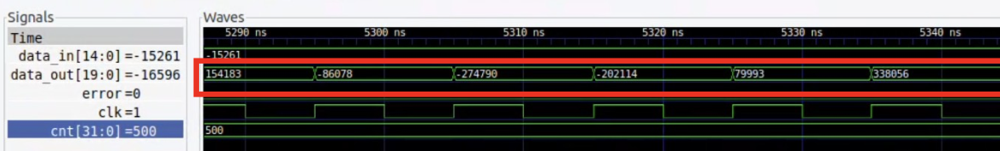 Signals
Waves
Time
5290 ns 5300 ns 5310 ns 5320 ns 5330 ns 5340 ns
data_in[14:0] =-15261
-15261
data_out[19:0] =-16596
154183 -86078 -274790 -202114 79993 338056
error =0
clk =1
cnt[31:0] =500
500